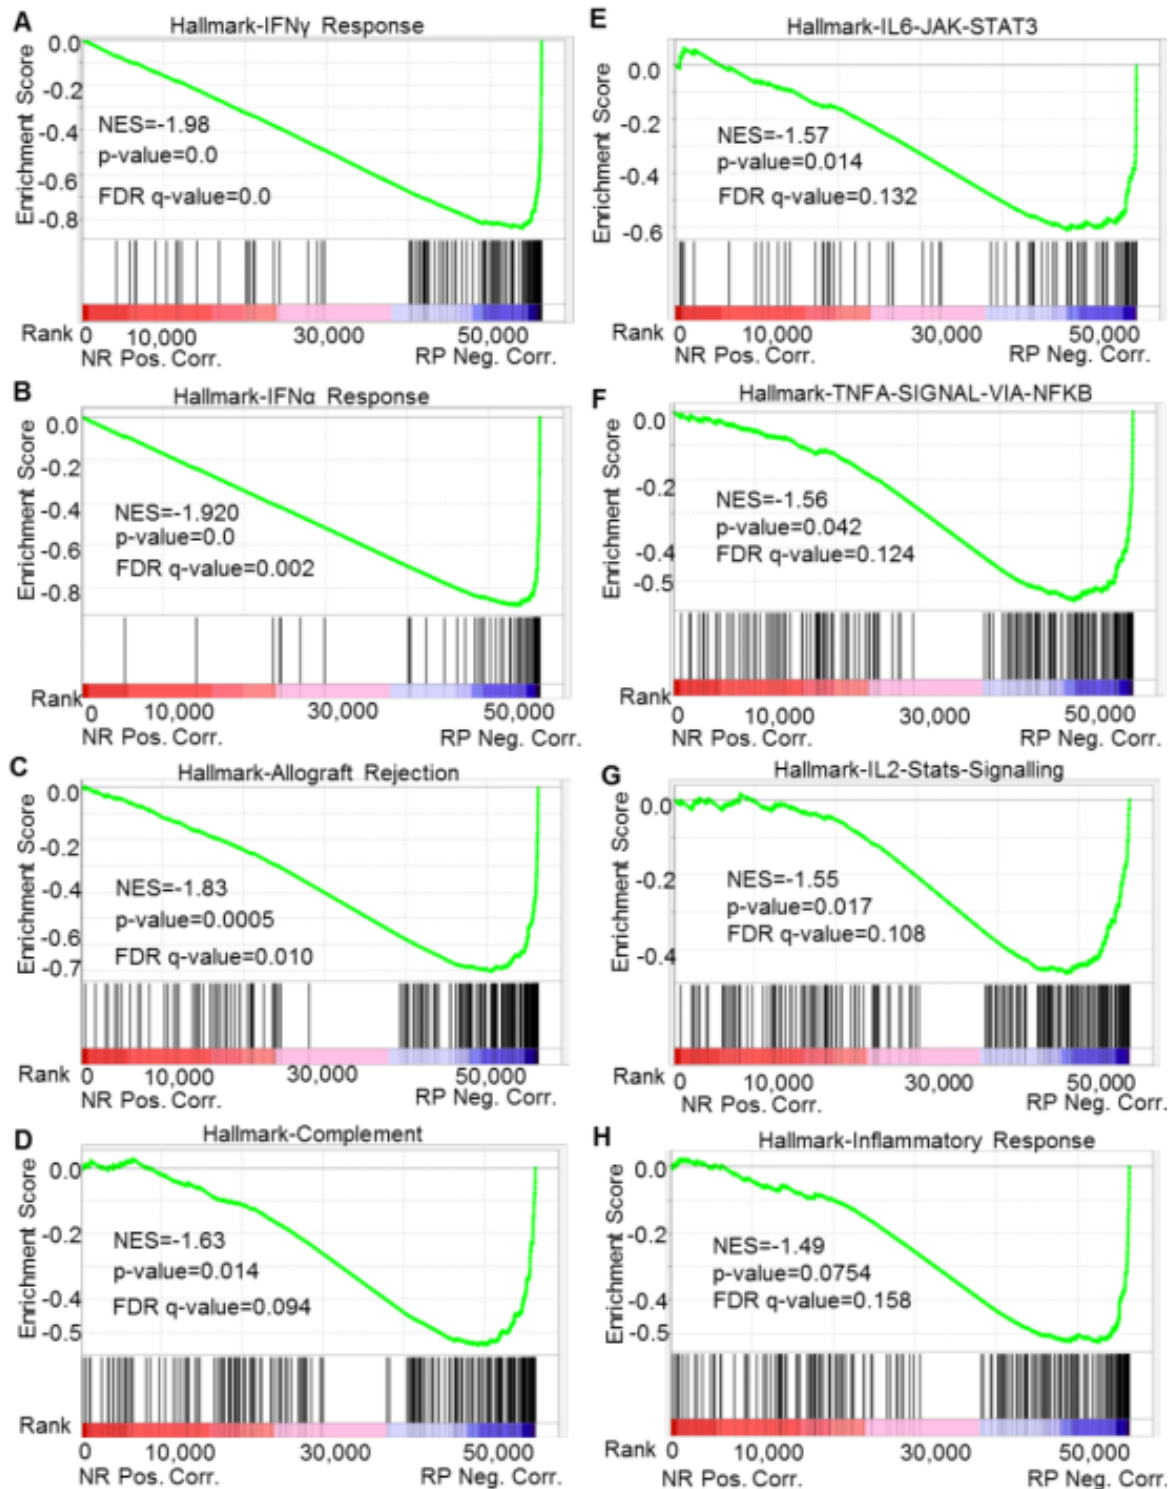 A
Hallmark-IFNγ Response
Enrichment Score
0.0
-0.2
-0.4
-0.6
-0.8
NES=-1.98
p-value=0.0
FDR q-value=0.0
Rank
0 10,000 30,000 50,000
NR Pos. Corr. RP Neg. Corr.
B
Hallmark-IFNα Response
Enrichment Score
0.0
-0.2
-0.4
-0.6
-0.8
NES=-1.920
p-value=0.0
FDR q-value=0.002
Rank
0 10,000 30,000 50,000
NR Pos. Corr. RP Neg. Corr.
C
Hallmark-Allograft Rejection
Enrichment Score
0.0
-0.2
-0.4
-0.6
-0.7
NES=-1.83
p-value=0.0005
FDR q-value=0.010
Rank
0 10,000 30,000 50,000
NR Pos. Corr. RP Neg. Corr.
D
Hallmark-Complement
Enrichment Score
0.0
-0.2
-0.4
-0.5
NES=-1.63
p-value=0.014
FDR q-value=0.094
Rank
0 10,000 30,000 50,000
NR Pos. Corr. RP Neg. Corr.
E
Hallmark-IL6-JAK-STAT3
Enrichment Score
0.0
-0.2
-0.4
-0.6
NES=-1.57
p-value=0.014
FDR q-value=0.132
Rank
0 10,000 30,000 50,000
NR Pos. Corr. RP Neg. Corr.
F
Hallmark-TNFA-SIGNAL-VIA-NFKB
Enrichment Score
0.0
-0.2
-0.4
-0.5
NES=-1.56
p-value=0.042
FDR q-value=0.124
Rank
0 10,000 30,000 50,000
NR Pos. Corr. RP Neg. Corr.
G
Hallmark-IL2-Stats-Signalling
Enrichment Score
0.0
-0.2
-0.4
NES=-1.55
p-value=0.017
FDR q-value=0.108
Rank
0 10,000 30,000 50,000
NR Pos. Corr. RP Neg. Corr.
H
Hallmark-Inflammatory Response
Enrichment Score
0.0
-0.2
-0.4
-0.5
NES=-1.49
p-value=0.0754
FDR q-value=0.158
Rank
0 10,000 30,000 50,000
NR Pos. Corr. RP Neg. Corr.